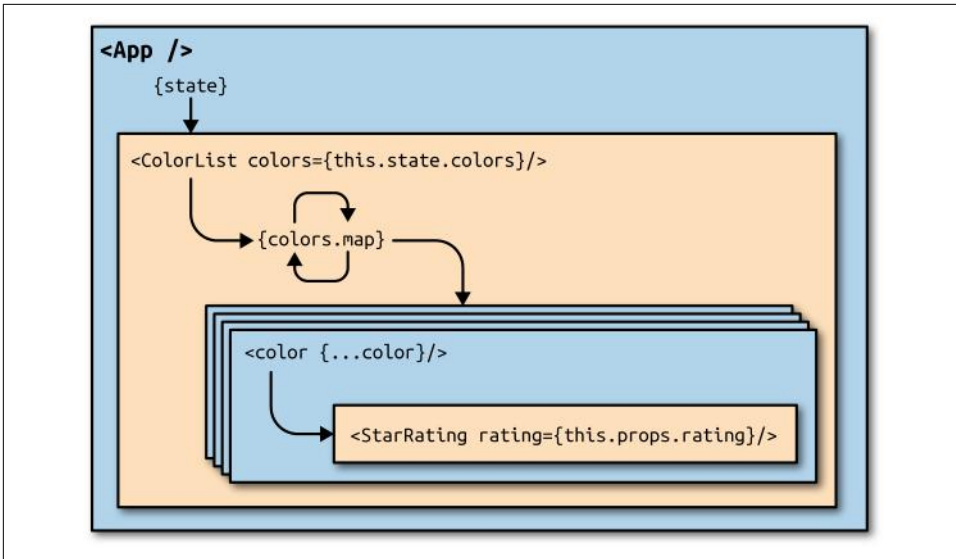 <App />
{state}
<ColorList colors={this.state.colors}/>
{colors.map}
<color {...color}/>
<StarRating rating={this.props.rating}/>